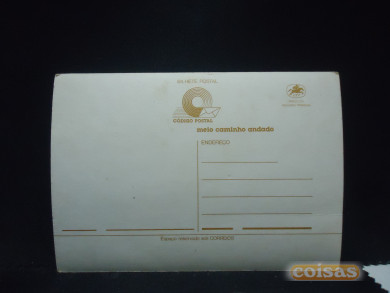 BILHETE POSTAL
CÓDIGO POSTAL
meio caminho andado
ENDEREÇO
Espaço reservado aos CORREIOS
coisas